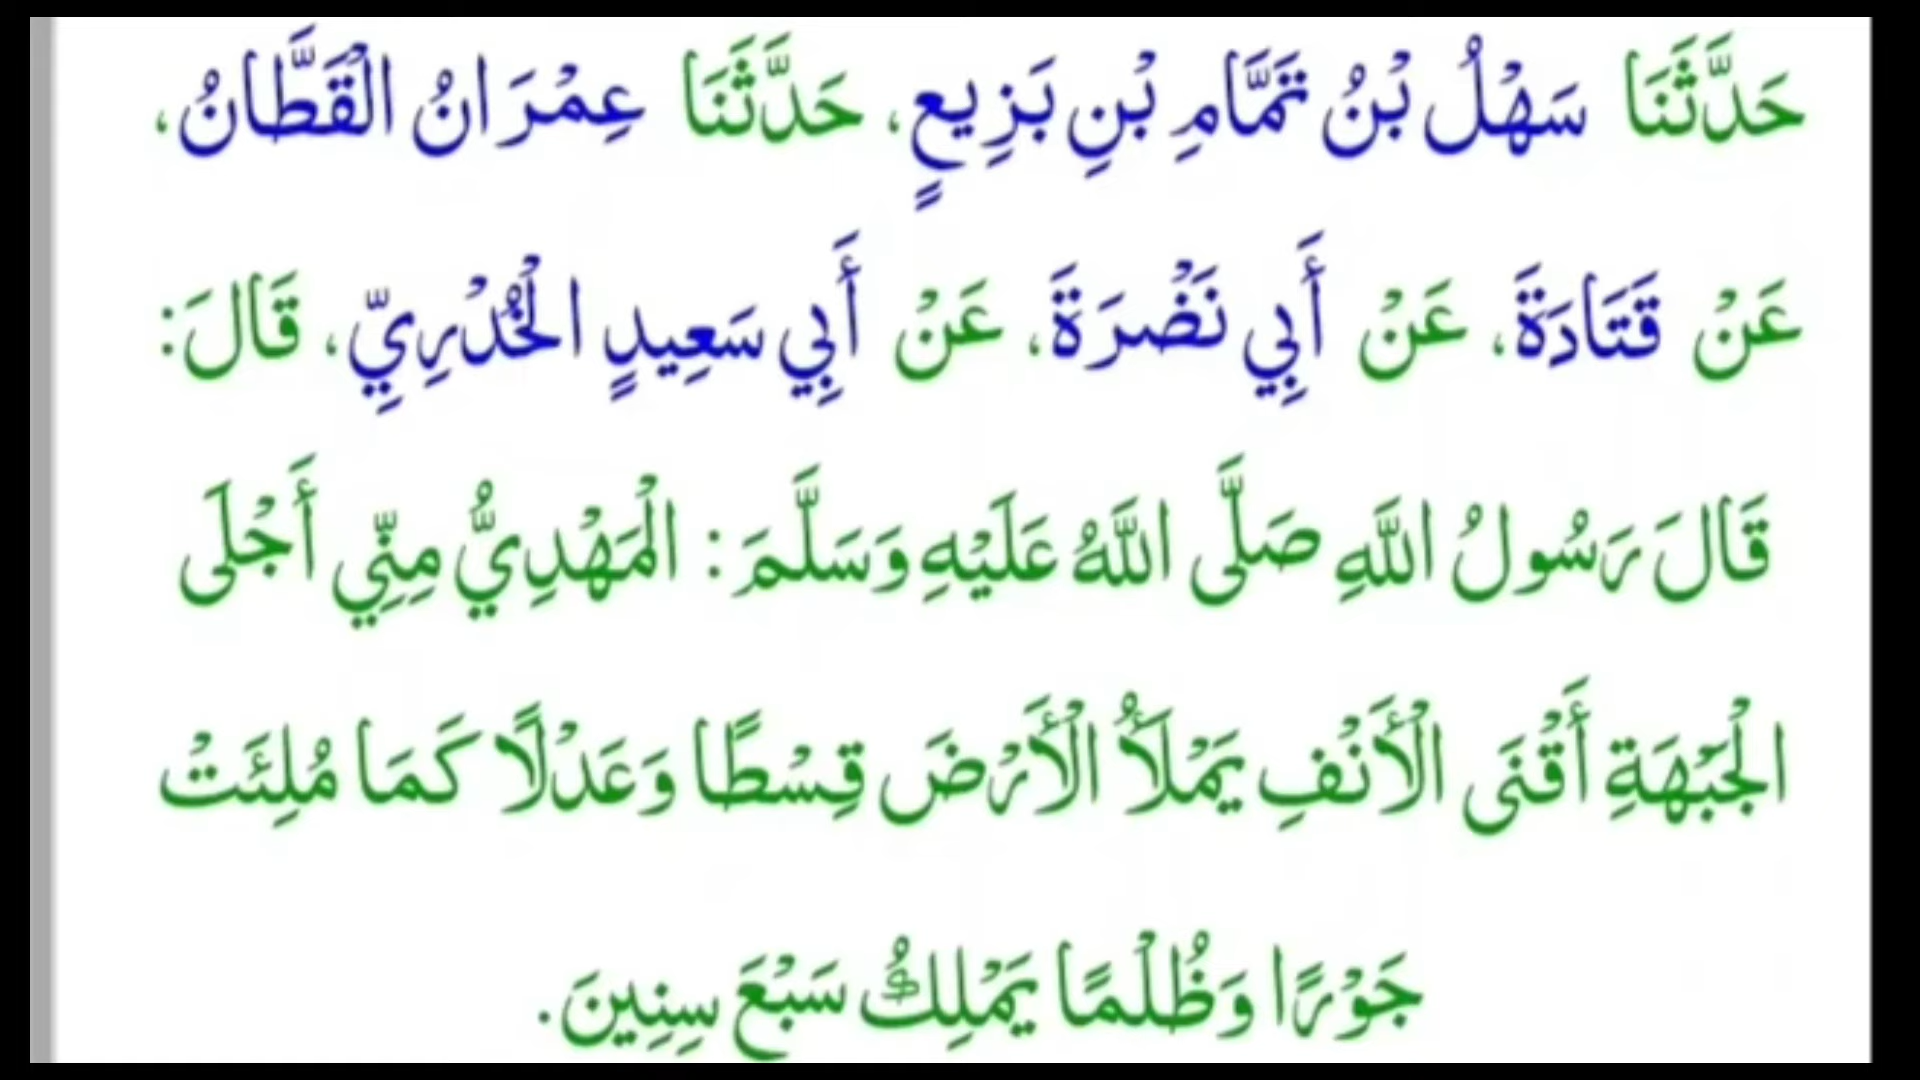 حَدَّثَنَا سَهْلُ بْنُ تَمَّامِ بْنِ بَزِيعٍ، حَدَّثَنَا عِمْرَانُ الْقَطَّانُ،
عَنْ قَتَادَةَ، عَنْ أَبِي نَضْرَةَ، عَنْ أَبِي سَعِيدٍ الْخُدْرِيِّ، قَالَ:
قَالَ رَسُولُ اللَّهِ صَلَّى اللَّهُ عَلَيْهِ وَسَلَّمَ: الْمَهْدِيُّ مِنِّي أَجْلَى
الْجَبْهَةِ أَقْنَى الْأَنْفِ يَمْلَأُ الْأَرْضَ قِسْطًا وَعَدْلًا كَمَا مُلِئَتْ
جَوْرًا وَظُلْمًا يَمْلِكُ سَبْعَ سِنِينَ.